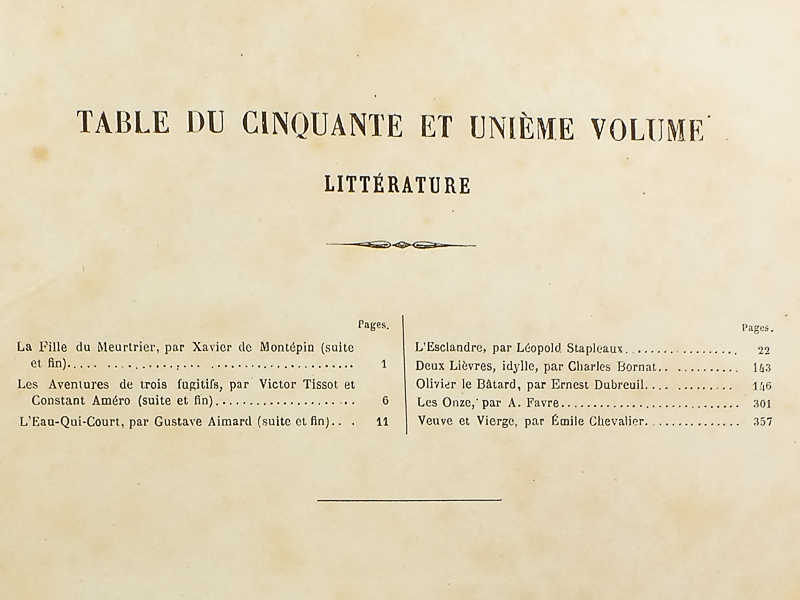 TABLE DU CINQUANTE ET UNIÈME VOLUME
LITTÉRATURE
Pages.
La Fille du Meurtrier, par Xavier de Montépin (suite
et fin)..... .................................... 1
Les Aventures de trois fugitifs, par Victor Tissot et
Constant Améro (suite et fin)..................... 6
L'Eau-Qui-Court, par Gustave Aimard (suite et fin)... . 11
Pages.
L'Esclandre, par Léopold Stapleaux.................. 22
Deux Lièvres, idylle, par Charles Bornat.. .......... 143
Olivier le Bâtard, par Ernest Dubreuil............... 146
Les Onze, par A. Favre............................. 301
Veuve et Vierge, par Émile Chevalier............... 357